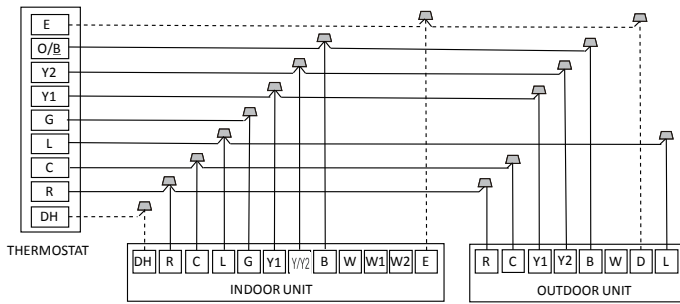 E
O/B
Y2
Y1
G
L
C
R
DH
THERMOSTAT
DH R C L G Y1 Y/Y2 B W W1 W2 E
INDOOR UNIT
R C Y1 Y2 B W D L
OUTDOOR UNIT